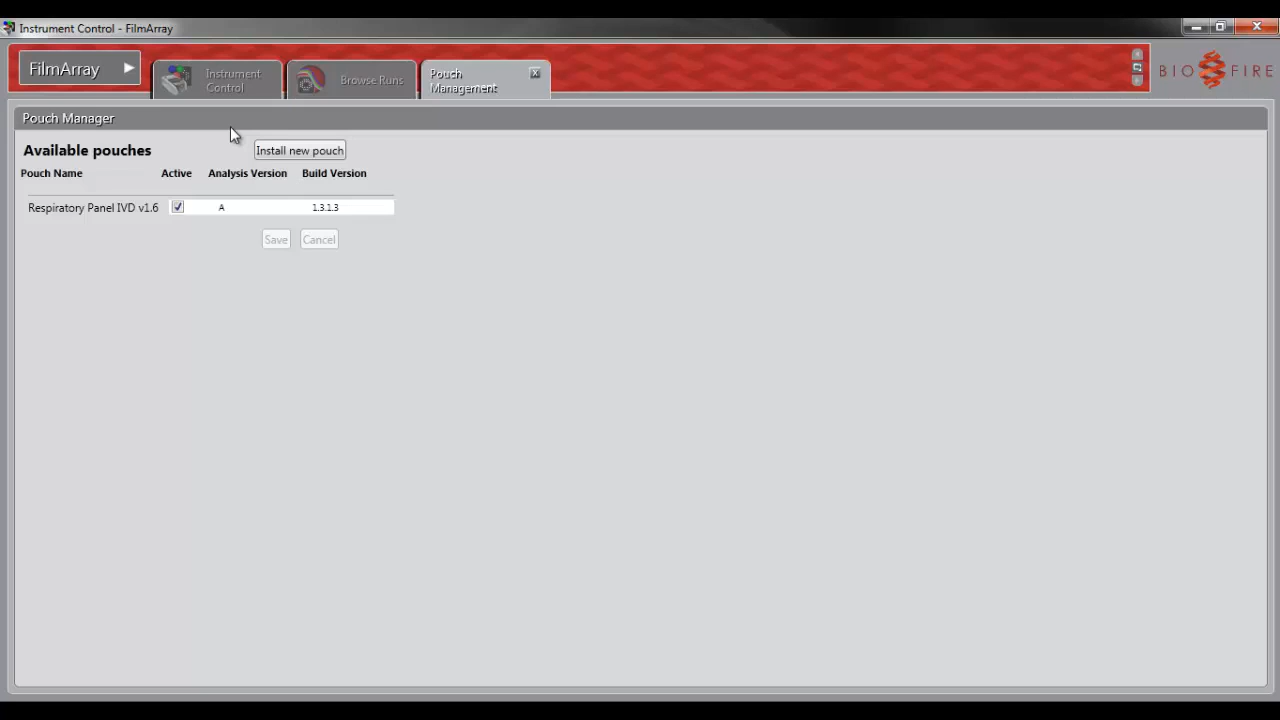 Instrument Control - FilmArray
FilmArray
Instrument
Control
Browse Runs
Pouch
Management
BIO FIRE
Pouch Manager
Available pouches
Install new pouch
Pouch Name Active Analysis Version Build Version
Respiratory Panel IVD v1.6 A 1.3.1.3
Save Cancel